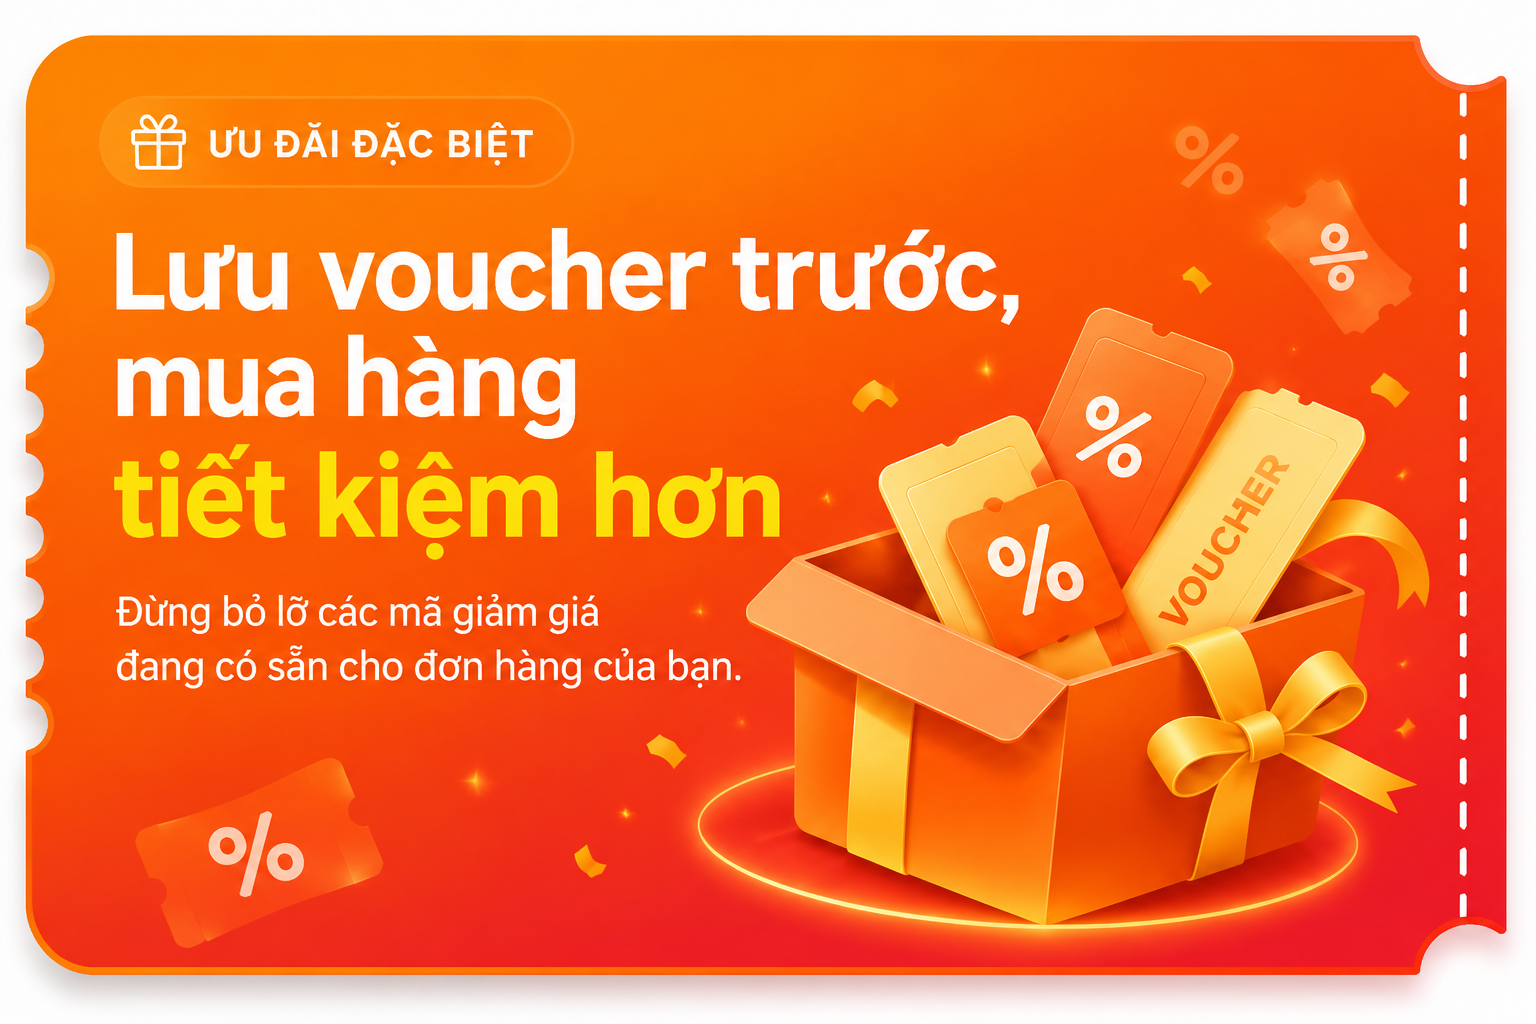 ƯU ĐÃI ĐẶC BIỆT
Lưu voucher trước,
mua hàng
tiết kiệm hơn
Đừng bỏ lỡ các mã giảm giá
đang có sẵn cho đơn hàng của bạn.
%
%
%
%
VOUCHER
%